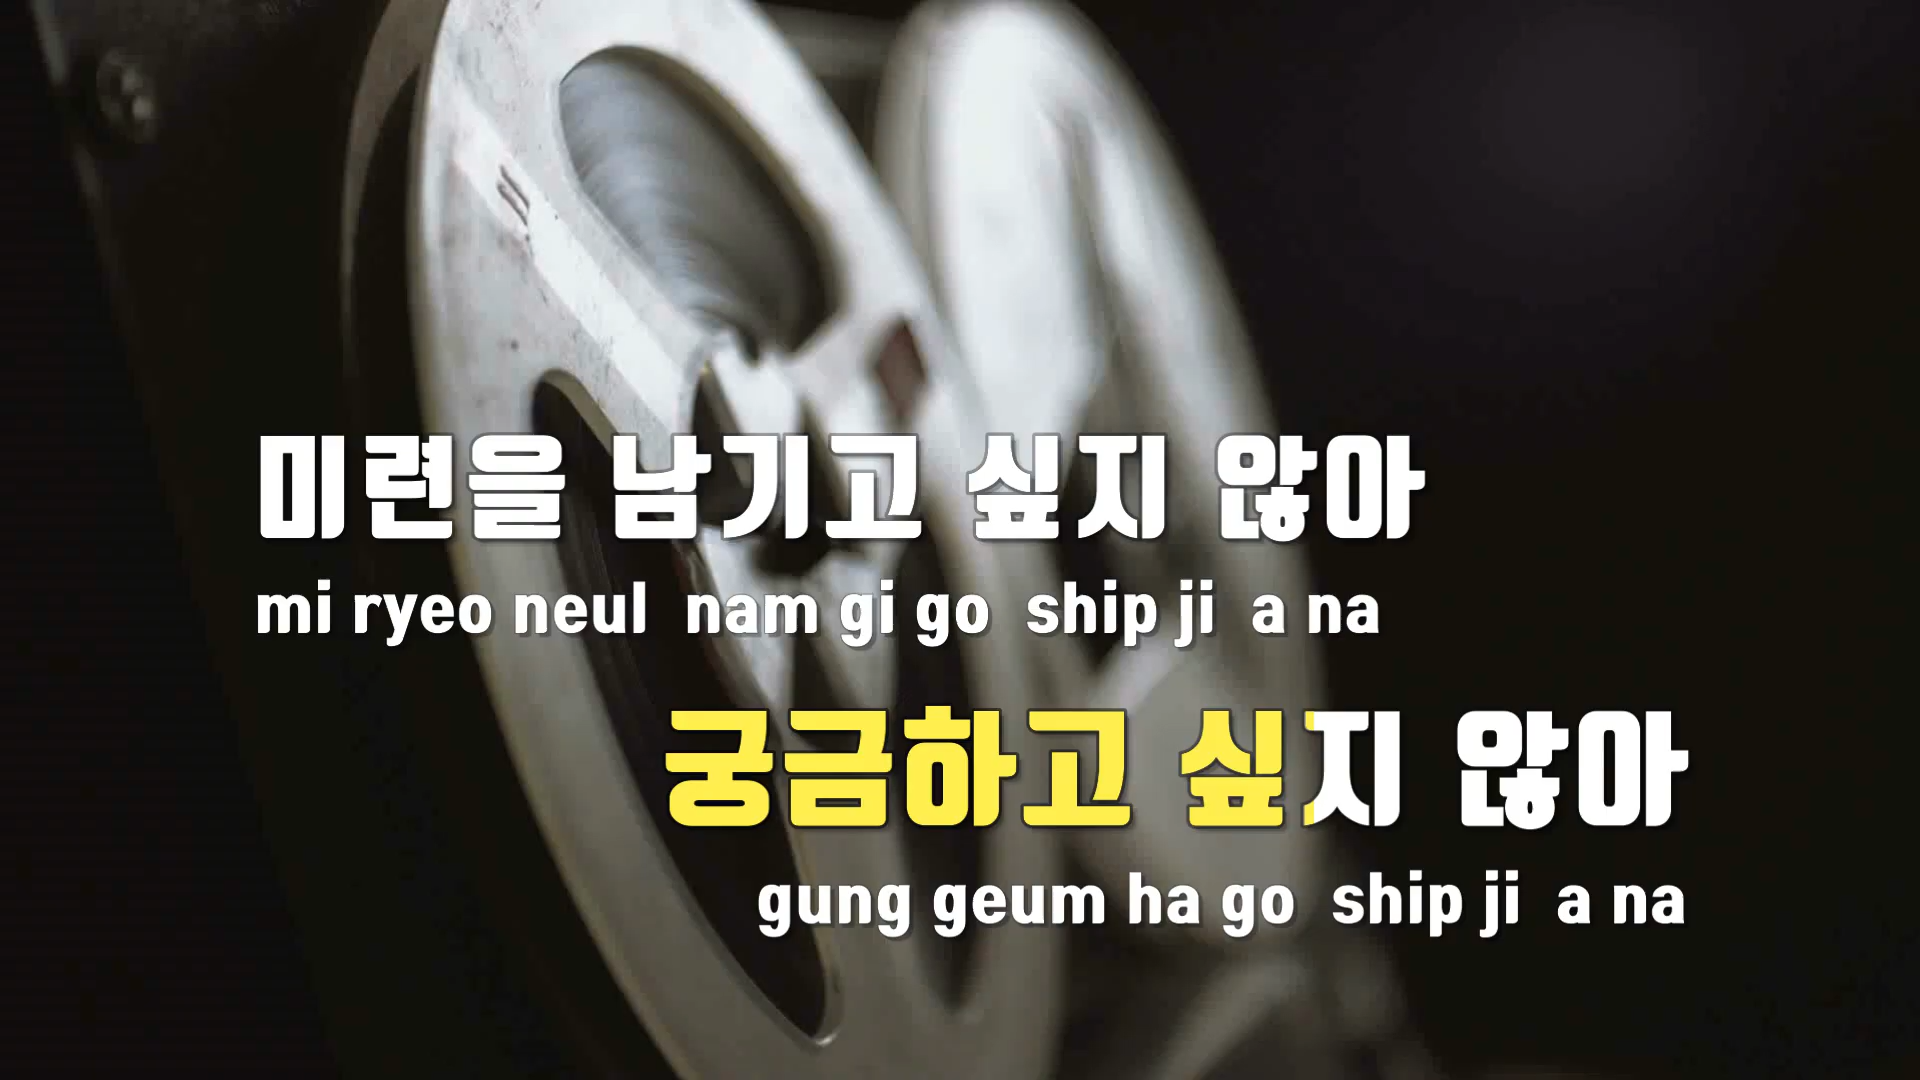 미련을 남기고 싶지 않아
mi ryeo neul nam gi go ship ji a na
궁금하고 싶지 않아
gung geum ha go ship ji a na